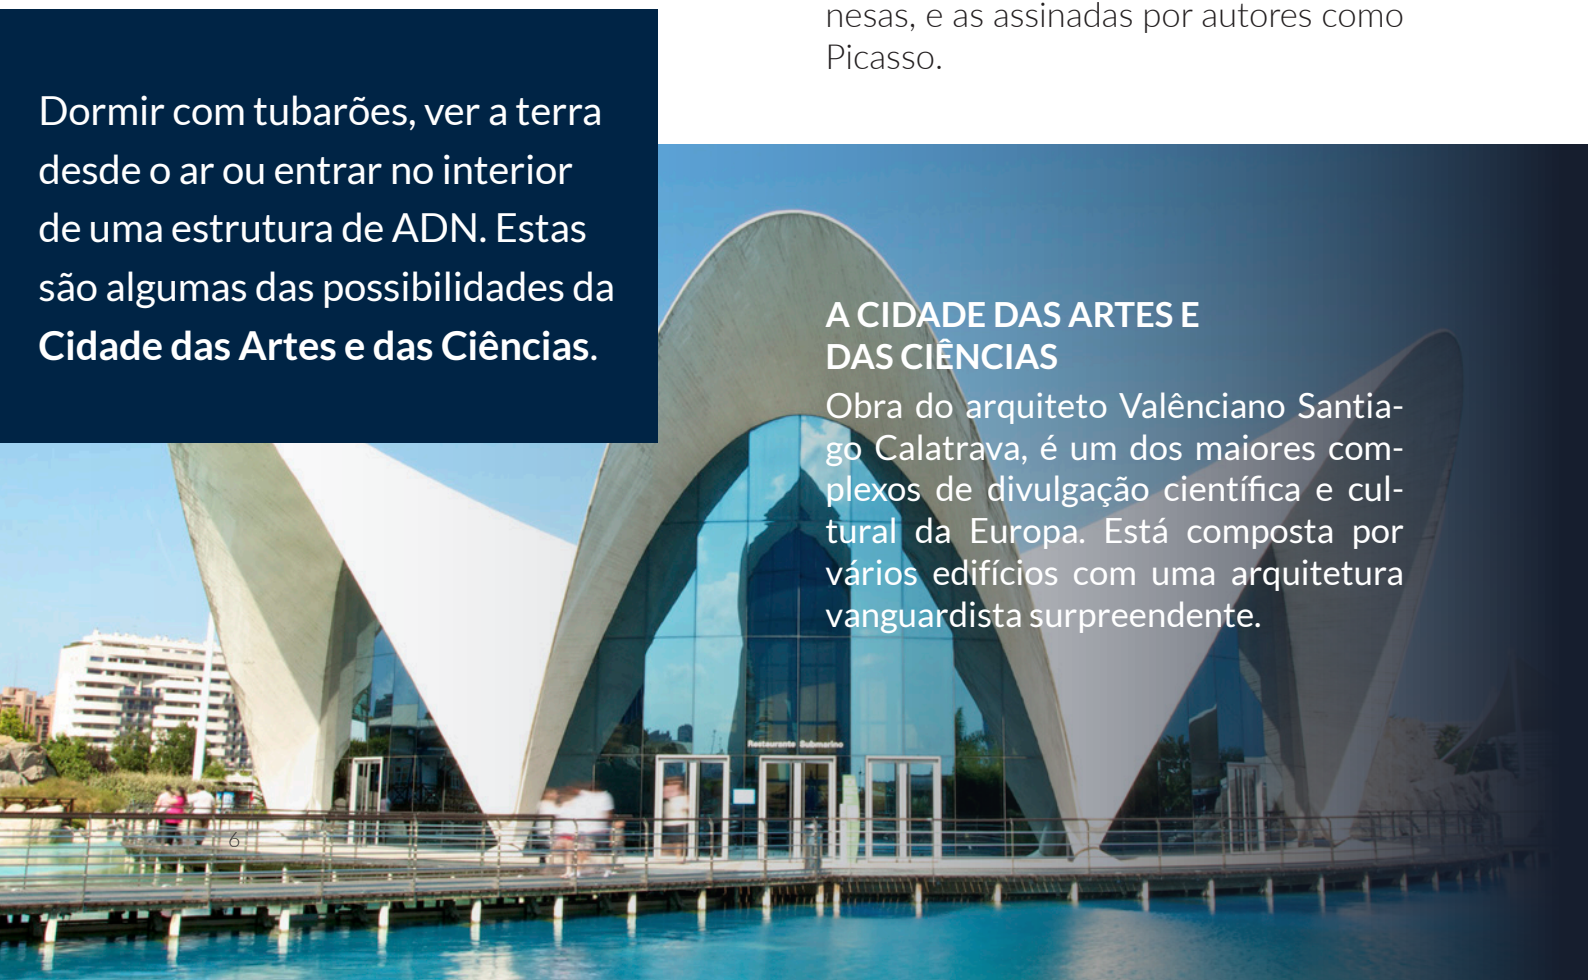 nesas, e as assinadas por autores como
Picasso.
Dormir com tubarões, ver a terra
desde o ar ou entrar no interior
de uma estrutura de ADN. Estas
são algumas das possibilidades da
Cidade das Artes e das Ciências.
A CIDADE DAS ARTES E
DAS CIÊNCIAS
Obra do arquiteto Valênciano Santia-
go Calatrava, é um dos maiores com-
plexos de divulgação científica e cul-
tural da Europa. Está composta por
vários edifícios com uma arquitetura
vanguardista surpreendente.
Restaurante Submarino
6